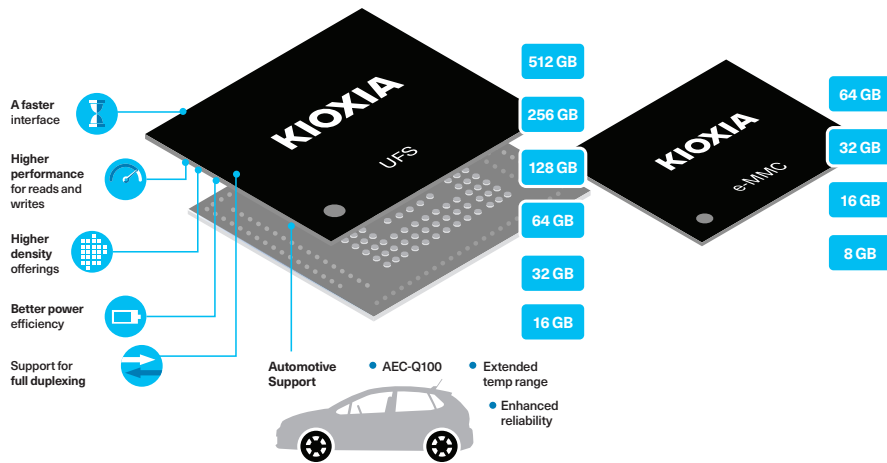 A faster
interface
Higher
performance
for reads and
writes
Higher
density
offerings
Better power
efficiency
Support for
full duplexing
KIOXIA
UFS
512 GB
256 GB
128 GB
64 GB
32 GB
16 GB
KIOXIA
e-MMC
64 GB
32 GB
16 GB
8 GB
Automotive
Support
AEC-Q100
Extended
temp range
Enhanced
reliability